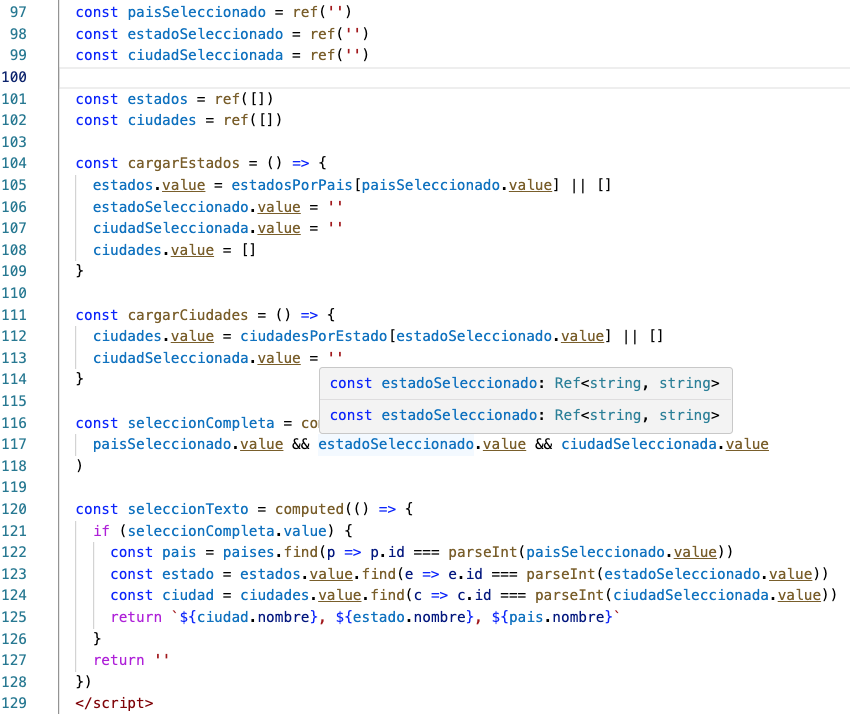 97 const paisSeleccionado = ref('')
98 const estadoSeleccionado = ref('')
99 const ciudadSeleccionada = ref('')
100
101 const estados = ref([])
102 const ciudades = ref([])
103
104 const cargarEstados = () => {
105 estados.value = estadosPorPais[paisSeleccionado.value] || []
106 estadoSeleccionado.value = ''
107 ciudadSeleccionada.value = ''
108 ciudades.value = []
109 }
110
111 const cargarCiudades = () => {
112 ciudades.value = ciudadesPorEstado[estadoSeleccionado.value] || []
113 ciudadSeleccionada.value = ''
114 }
const estadoSeleccionado: Ref<string, string>
115
const estadoSeleccionado: Ref<string, string>
116 const seleccionCompleta = co
117 paisSeleccionado.value && estadoSeleccionado.value && ciudadSeleccionada.value
118 )
119
120 const seleccionTexto = computed(() => {
121 if (seleccionCompleta.value) {
122 const pais = paises.find(p => p.id === parseInt(paisSeleccionado.value))
123 const estado = estados.value.find(e => e.id === parseInt(estadoSeleccionado.value))
124 const ciudad = ciudades.value.find(c => c.id === parseInt(ciudadSeleccionada.value))
125 return `${ciudad.nombre}, ${estado.nombre}, ${pais.nombre}`
126 }
127 return ''
128 })
129 </script>